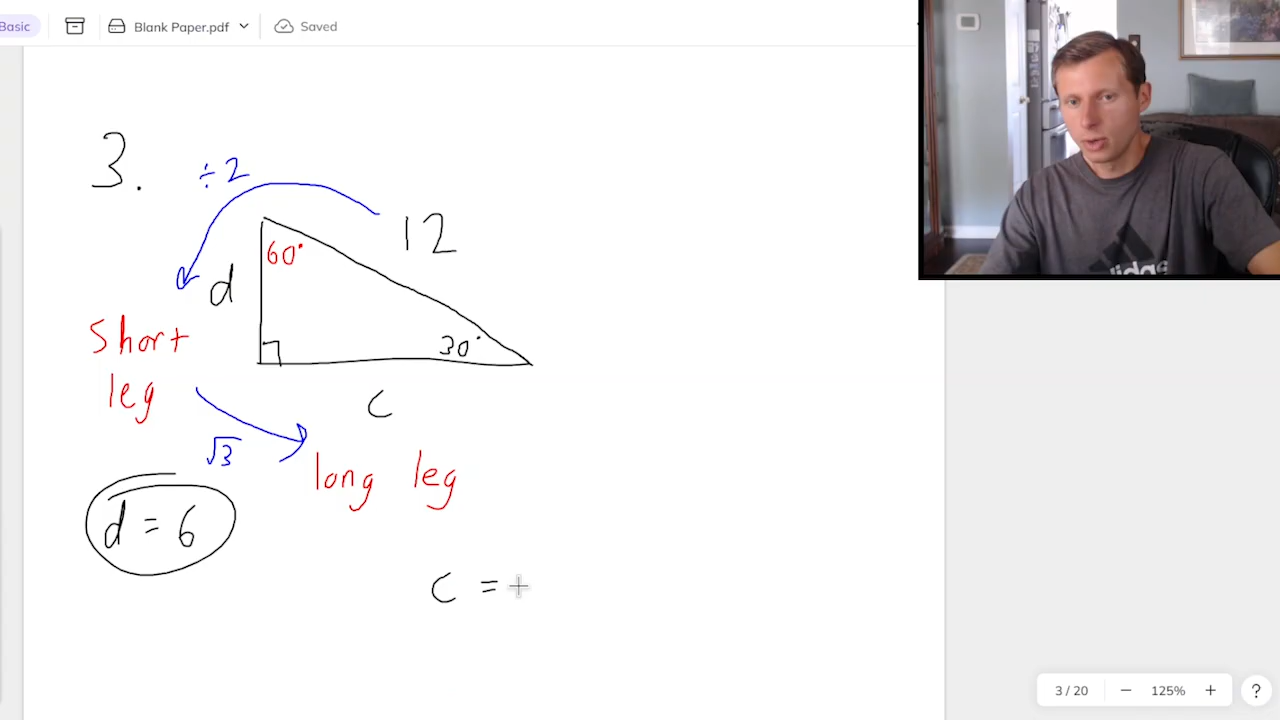 Basic
Blank Paper.pdf
Saved
3.
÷2
12
60°
d
30°
short
leg
c
√3
long leg
d = 6
c =
adidas
3 / 20
125%
?